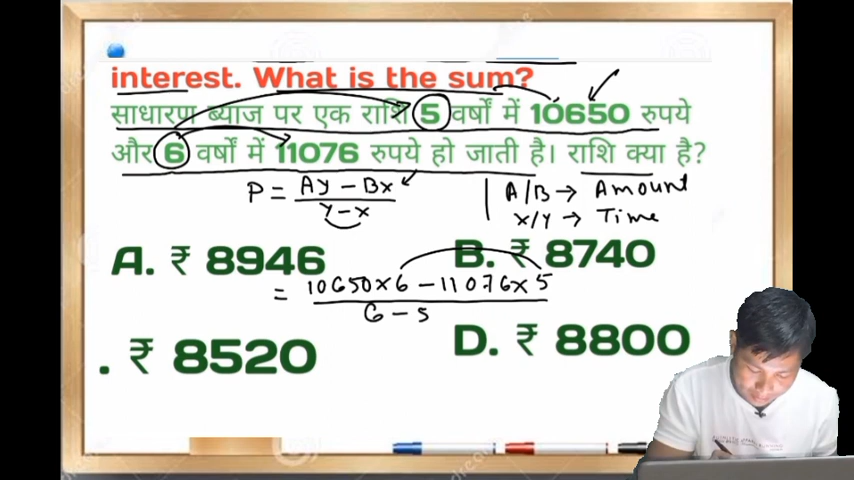 interest. What is the sum?
साधारण ब्याज पर एक राशि 5 वर्षों में 10650 रुपये
और 6 वर्षों में 11076 रुपये हो जाती है। राशि क्या है?
P = Ay - Bx / y - x
A/B → Amount
x/y → Time
A. ₹ 8946
B. ₹ 8740
= 10650 x 6 - 11076 x 5 / 6 - 5
. ₹ 8520
D. ₹ 8800